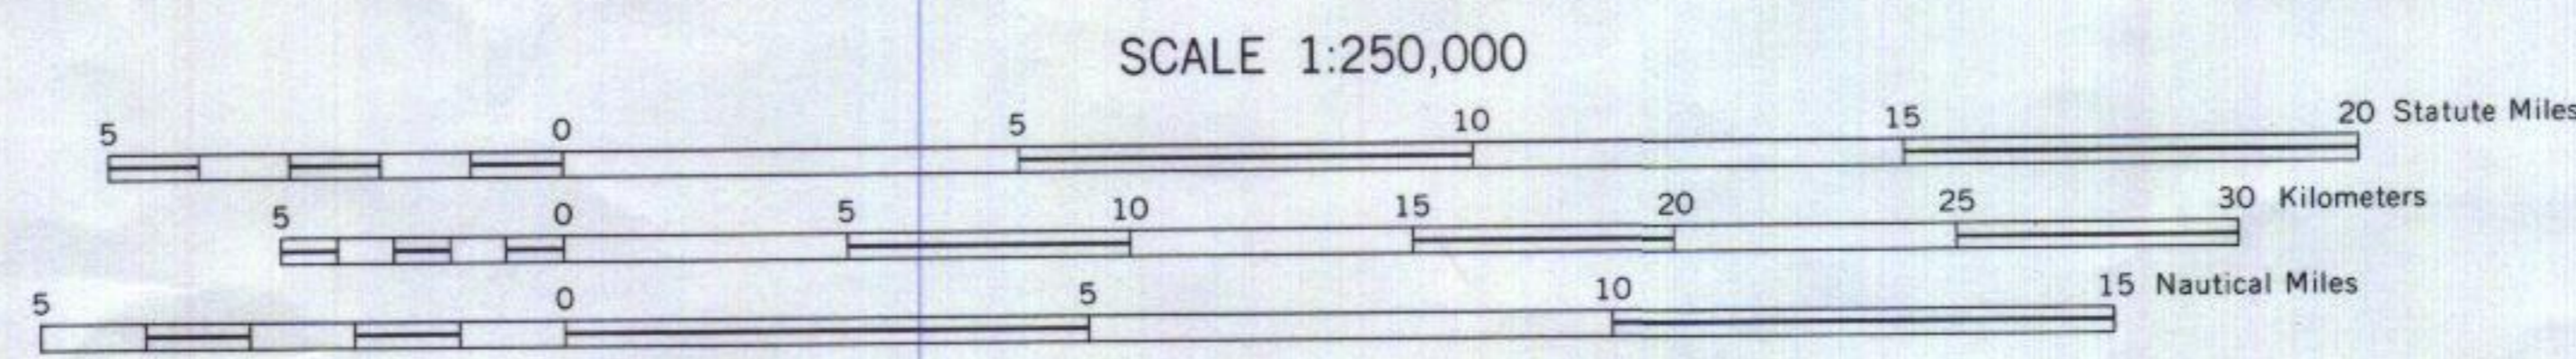 SCALE 1:250,000
5 0 5 10 15 20 Statute Miles
5 0 5 10 15 20 25 30 Kilometers
5 0 5 10 15 Nautical Miles